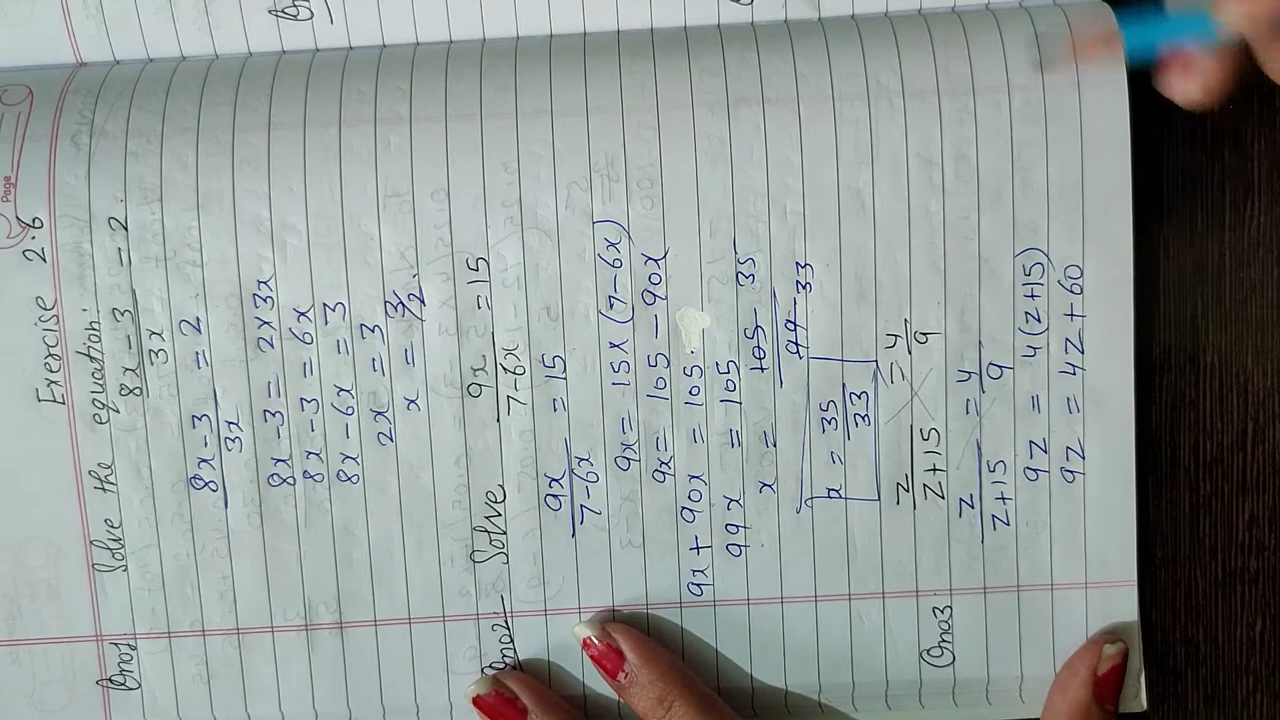 Page
Exercise 2.6
Qno1. Solve the equation:
8x-3/3x = 2.
8x-3/3x = 2
8x-3 = 2×3x
8x-3 = 6x
8x-6x = 3
2x = 3
x = 3/2.
Qno2- Solve 9x/7-6x = 15
9x/7-6x = 15
9x = 15×(7-6x)
9x = 105-90x
9x+90x = 105.
99x = 105
x = 105 35/99 33
x = 35/33
Qno3. z/z+15 = 4/9
z/z+15 = 4/9
9z = 4(z+15)
9z = 4z+60